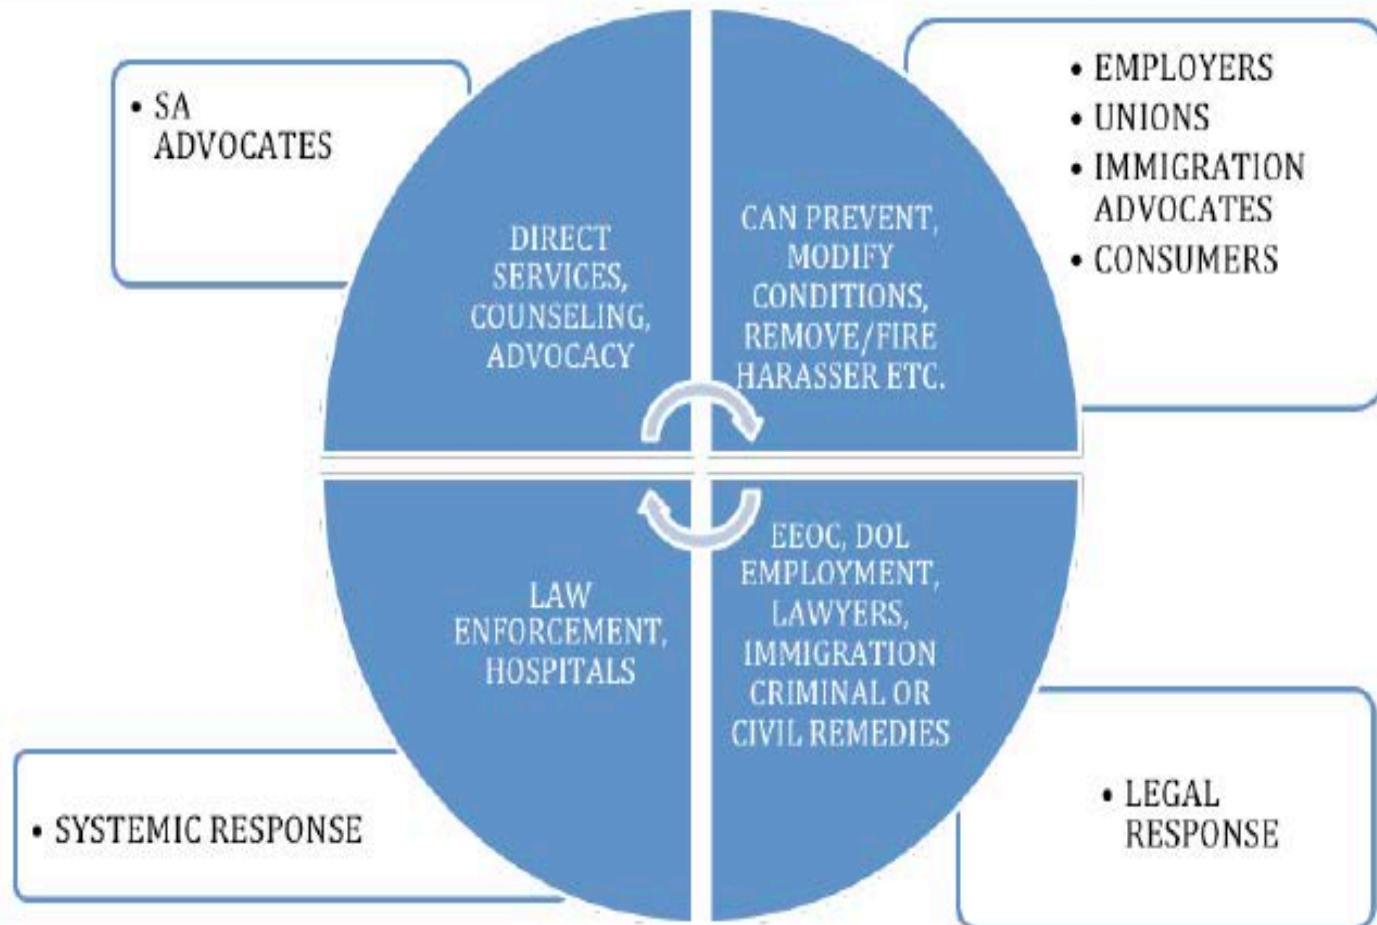 • SA
ADVOCATES
DIRECT
SERVICES,
COUNSELING,
ADVOCACY
CAN PREVENT,
MODIFY
CONDITIONS,
REMOVE/FIRE
HARASSER ETC.
• EMPLOYERS
• UNIONS
• IMMIGRATION
ADVOCATES
• CONSUMERS
LAW
ENFORCEMENT,
HOSPITALS
EEOC, DOL
EMPLOYMENT,
LAWYERS,
IMMIGRATION
CRIMINAL OR
CIVIL REMEDIES
• SYSTEMIC RESPONSE
• LEGAL
RESPONSE